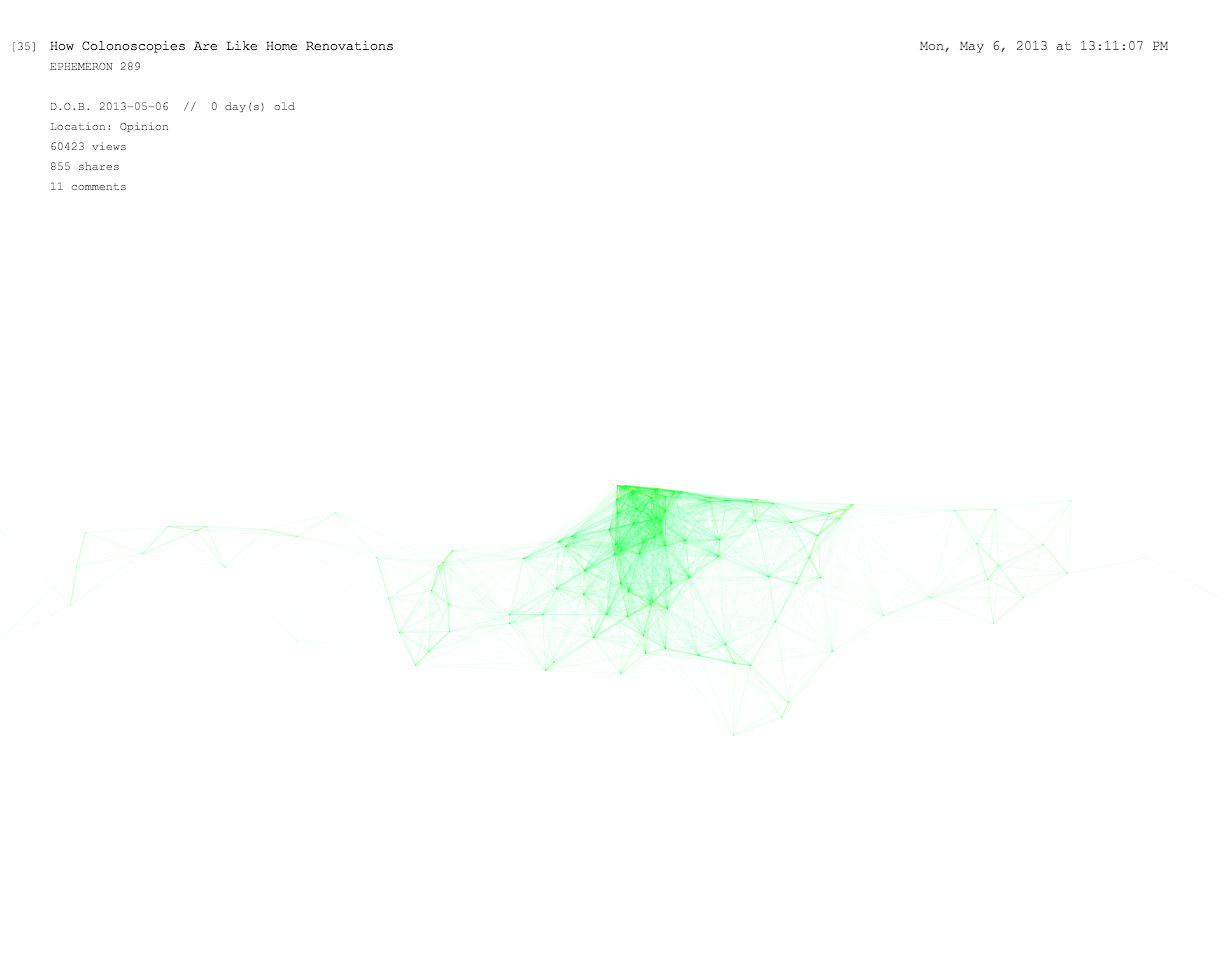 [35] How Colonoscopies Are Like Home Renovations
Mon, May 6, 2013 at 13:11:07 PM
EPHEMERON 289
D.O.B. 2013-05-06 // 0 day(s) old
Location: Opinion
60423 views
855 shares
11 comments